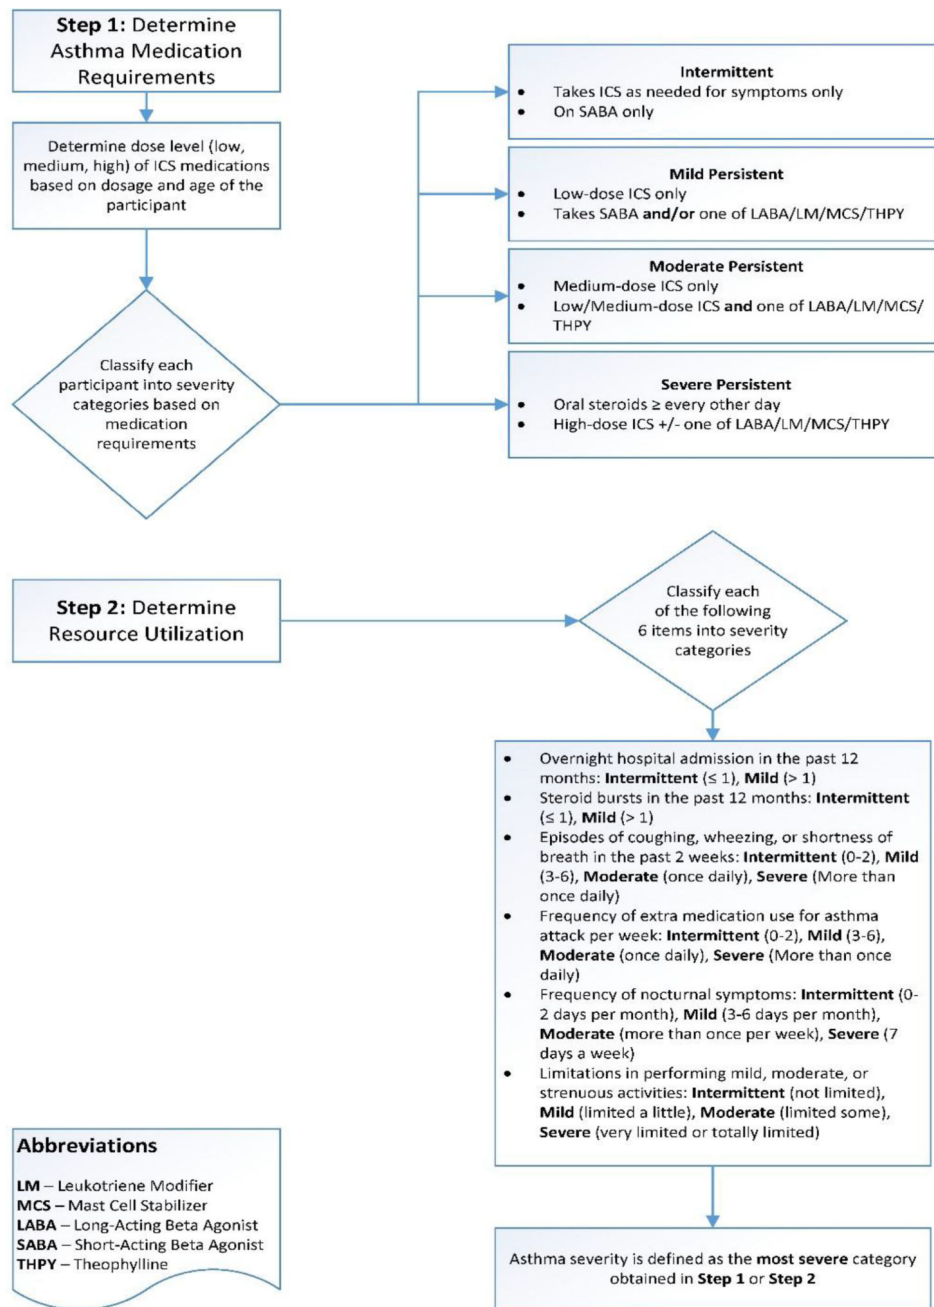 Step 1: Determine
Asthma Medication
Requirements
Determine dose level (low,
medium, high) of ICS medications
based on dosage and age of the
participant
Classify each
participant into severity
categories based on
medication
requirements
Intermittent
• Takes ICS as needed for symptoms only
• On SABA only
Mild Persistent
• Low-dose ICS only
• Takes SABA and/or one of LABA/LM/MCS/THPY
Moderate Persistent
• Medium-dose ICS only
• Low/Medium-dose ICS and one of LABA/LM/MCS/
THPY
Severe Persistent
• Oral steroids ≥ every other day
• High-dose ICS +/- one of LABA/LM/MCS/THPY
Step 2: Determine
Resource Utilization
Classify each
of the following
6 items into severity
categories
• Overnight hospital admission in the past 12
months: Intermittent (≤ 1), Mild (> 1)
• Steroid bursts in the past 12 months: Intermittent
(≤ 1), Mild (> 1)
• Episodes of coughing, wheezing, or shortness of
breath in the past 2 weeks: Intermittent (0-2), Mild
(3-6), Moderate (once daily), Severe (More than
once daily)
• Frequency of extra medication use for asthma
attack per week: Intermittent (0-2), Mild (3-6),
Moderate (once daily), Severe (More than once
daily)
• Frequency of nocturnal symptoms: Intermittent (0-
2 days per month), Mild (3-6 days per month),
Moderate (more than once per week), Severe (7
days a week)
• Limitations in performing mild, moderate, or
strenuous activities: Intermittent (not limited),
Mild (limited a little), Moderate (limited some),
Severe (very limited or totally limited)
Abbreviations
LM – Leukotriene Modifier
MCS – Mast Cell Stabilizer
LABA – Long-Acting Beta Agonist
SABA – Short-Acting Beta Agonist
THPY – Theophylline
Asthma severity is defined as the most severe category
obtained in Step 1 or Step 2